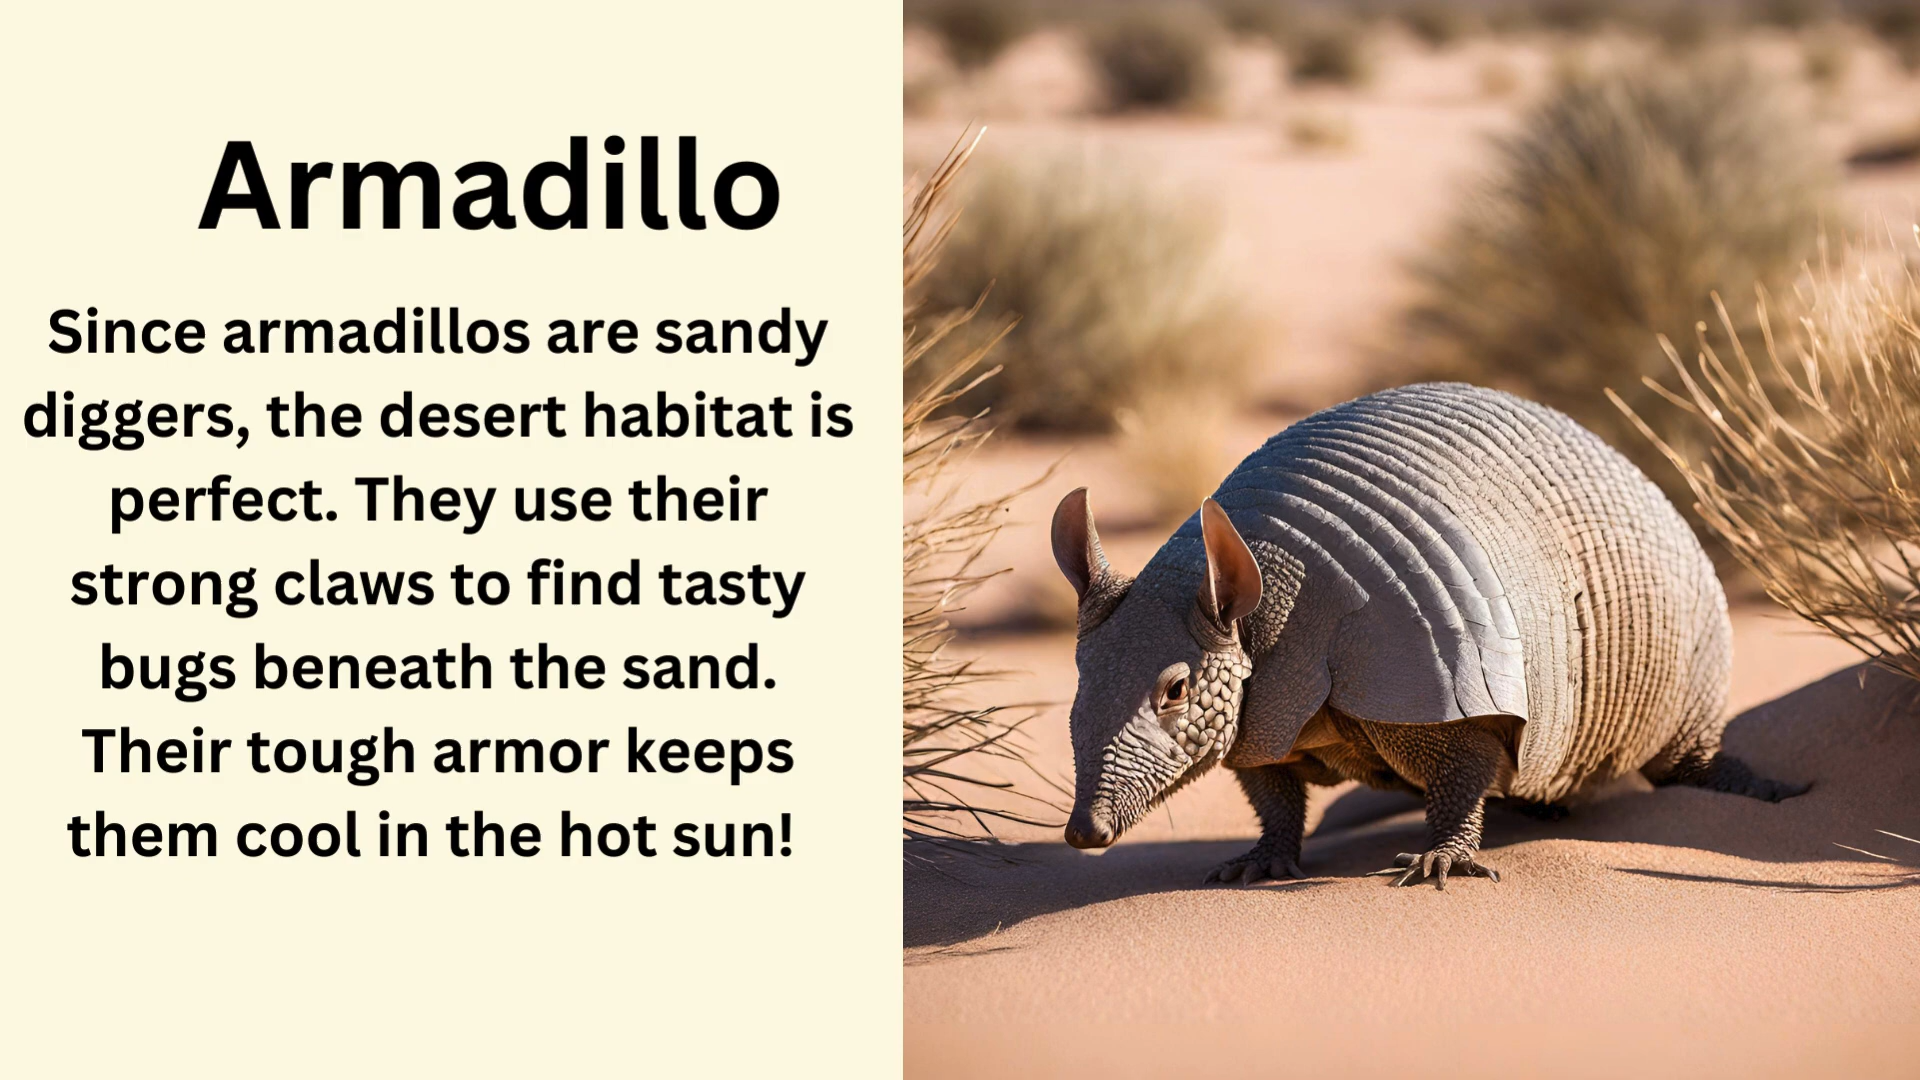 Armadillo
Since armadillos are sandy
diggers, the desert habitat is
perfect. They use their
strong claws to find tasty
bugs beneath the sand.
Their tough armor keeps
them cool in the hot sun!